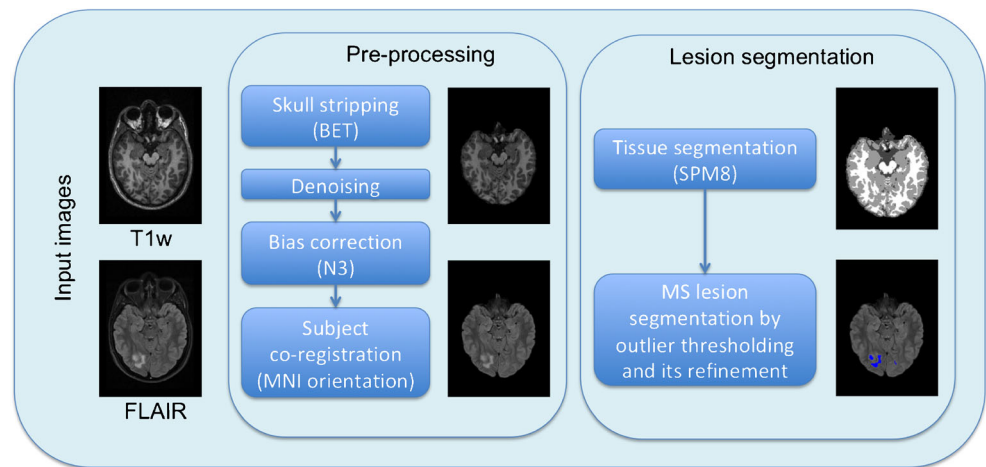 Input images
T1w
FLAIR
Pre-processing
Skull stripping
(BET)
Denoising
Bias correction
(N3)
Subject
co-registration
(MNI orientation)
Lesion segmentation
Tissue segmentation
(SPM8)
MS lesion
segmentation by
outlier thresholding
and its refinement